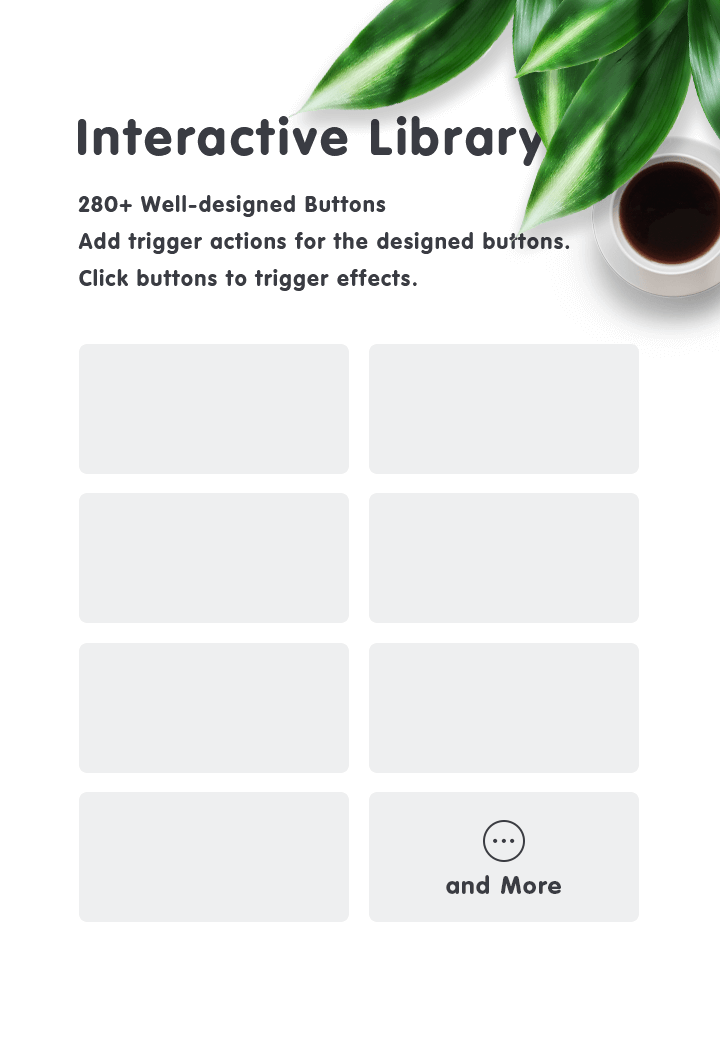 Interactive Library
280+ Well-designed Buttons
Add trigger actions for the designed buttons.
Click buttons to trigger effects.
and More